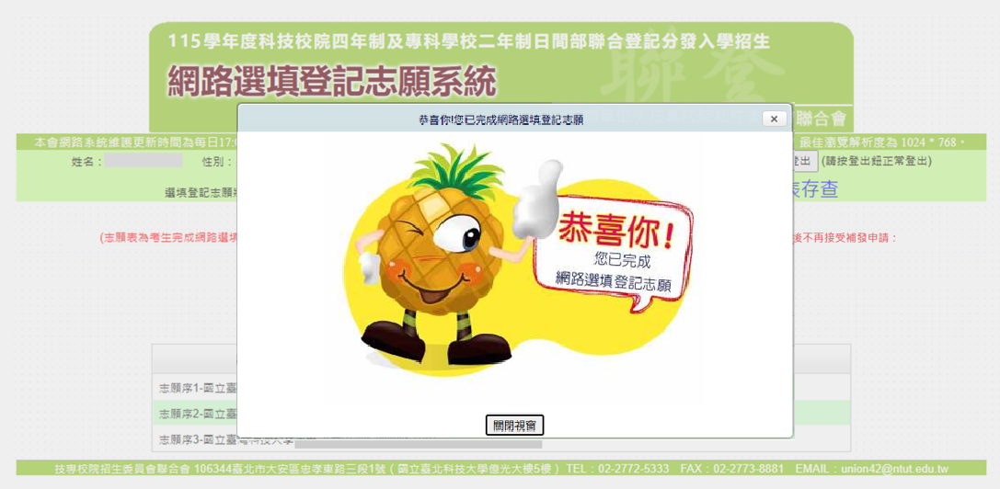 115學年度科技校院四年制及專科學校二年制日間部聯合登記分發入學招生
網路選填登記志願系統
聯登
聯合會
恭喜你!您已完成網路選填登記志願
×
本會網路系統維護更新時間為每日17:0
最佳瀏覽解析度為 1024 * 768。
姓名：
性別：
登出
(請按登出鈕正常登出)
選填登記志願
表存查
(志願表為考生完成網路選填
後不再接受補發申請：
恭喜你!
您已完成
網路選填登記志願
志願序1-國立臺
志願序2-國立臺
志願序3-國立臺灣科技大學
關閉視窗
技專校院招生委員會聯合會 106344臺北市大安區忠孝東路三段1號（國立臺北科技大學億光大樓5樓） TEL：02-2772-5333 FAX：02-2773-8881 EMAIL：union42@ntut.edu.tw